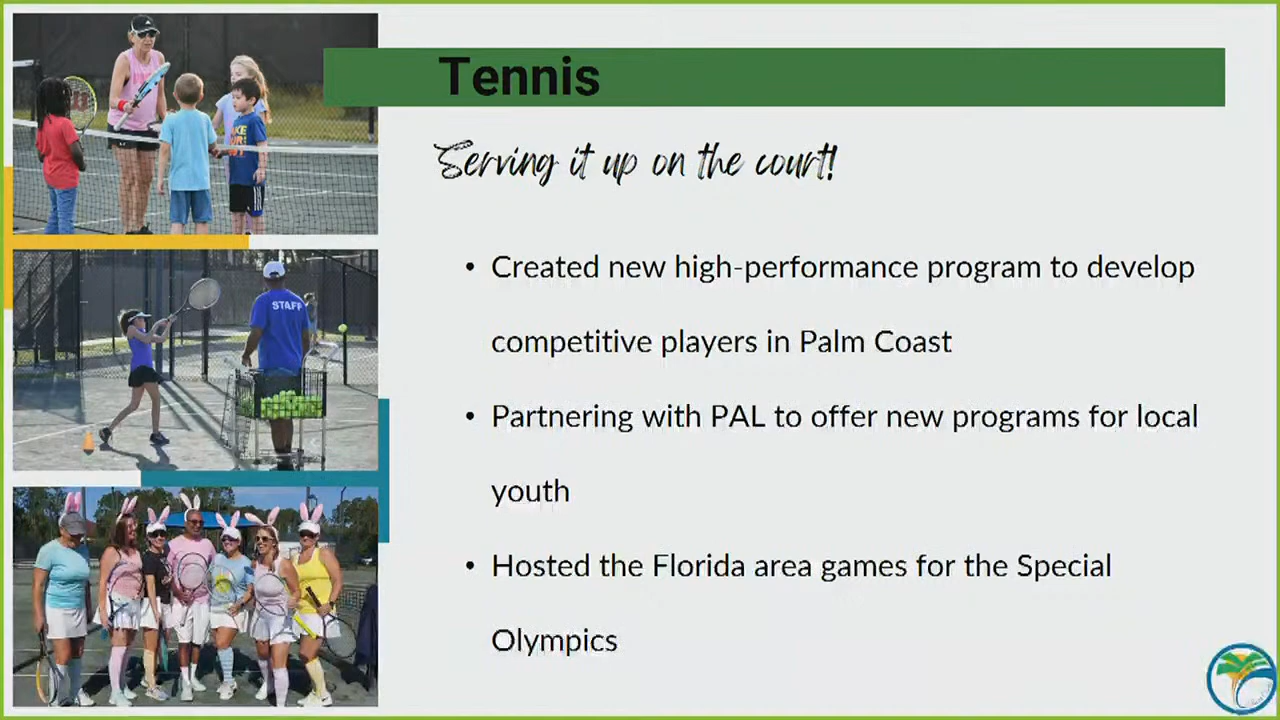 Tennis
Serving it up on the court!
• Created new high-performance program to develop
competitive players in Palm Coast
• Partnering with PAL to offer new programs for local
youth
• Hosted the Florida area games for the Special
Olympics
STAFF